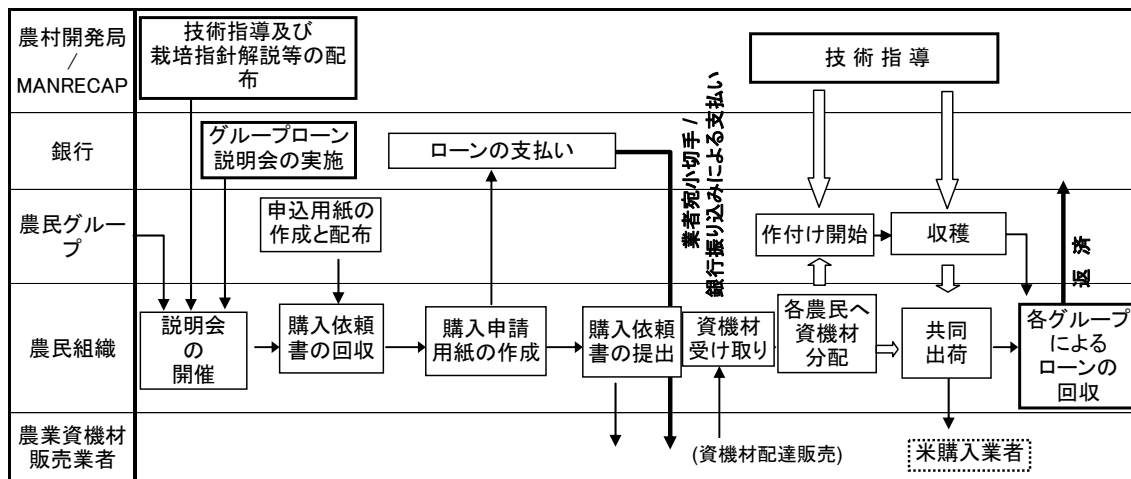 農村開発局
/
MANRECAP
技術指導及び
栽培指針解説等の配
布
技 術 指 導
銀行
グループローン
説明会の実施
ローンの支払い
業者宛小切手 /
銀行振り込みによる支払い
農民グルー
プ
申込用紙の
作成と配布
作付け開始
収穫
返 済
農民組織
説明会
の
開催
購入依頼
書の回収
購入申請
用紙の作成
購入依頼
書の提出
資機材
受け取り
各農民へ
資機材
分配
共同
出荷
各グループ
による
ローンの
回収
農業資機材
販売業者
(資機材配達販売)
米購入業者